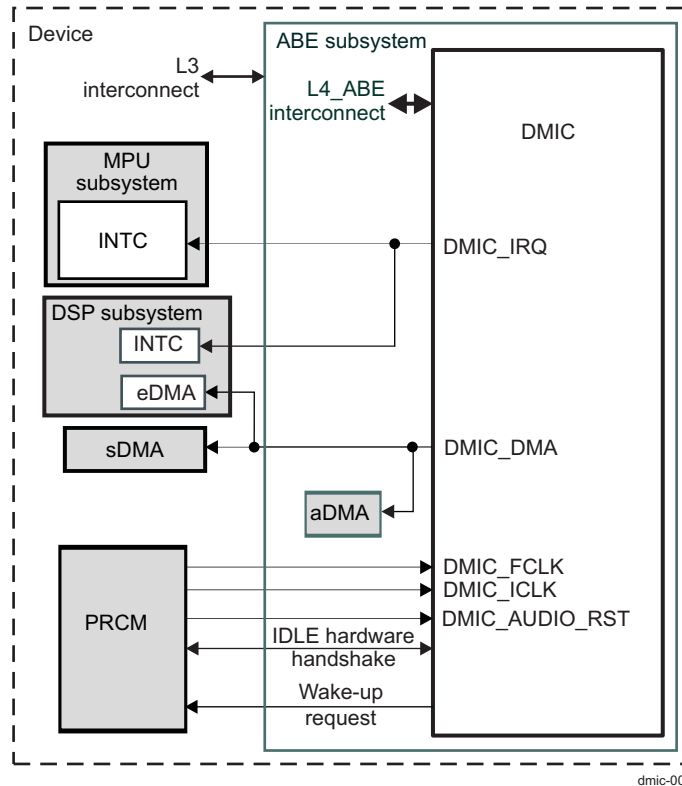 Device
ABE subsystem
L3
interconnect
L4_ABE
interconnect
DMIC
MPU
subsystem
INTC
DMIC_IRQ
DSP subsystem
INTC
eDMA
sDMA
DMIC_DMA
aDMA
PRCM
DMIC_FCLK
DMIC_ICLK
DMIC_AUDIO_RST
IDLE hardware
handshake
Wake-up
request